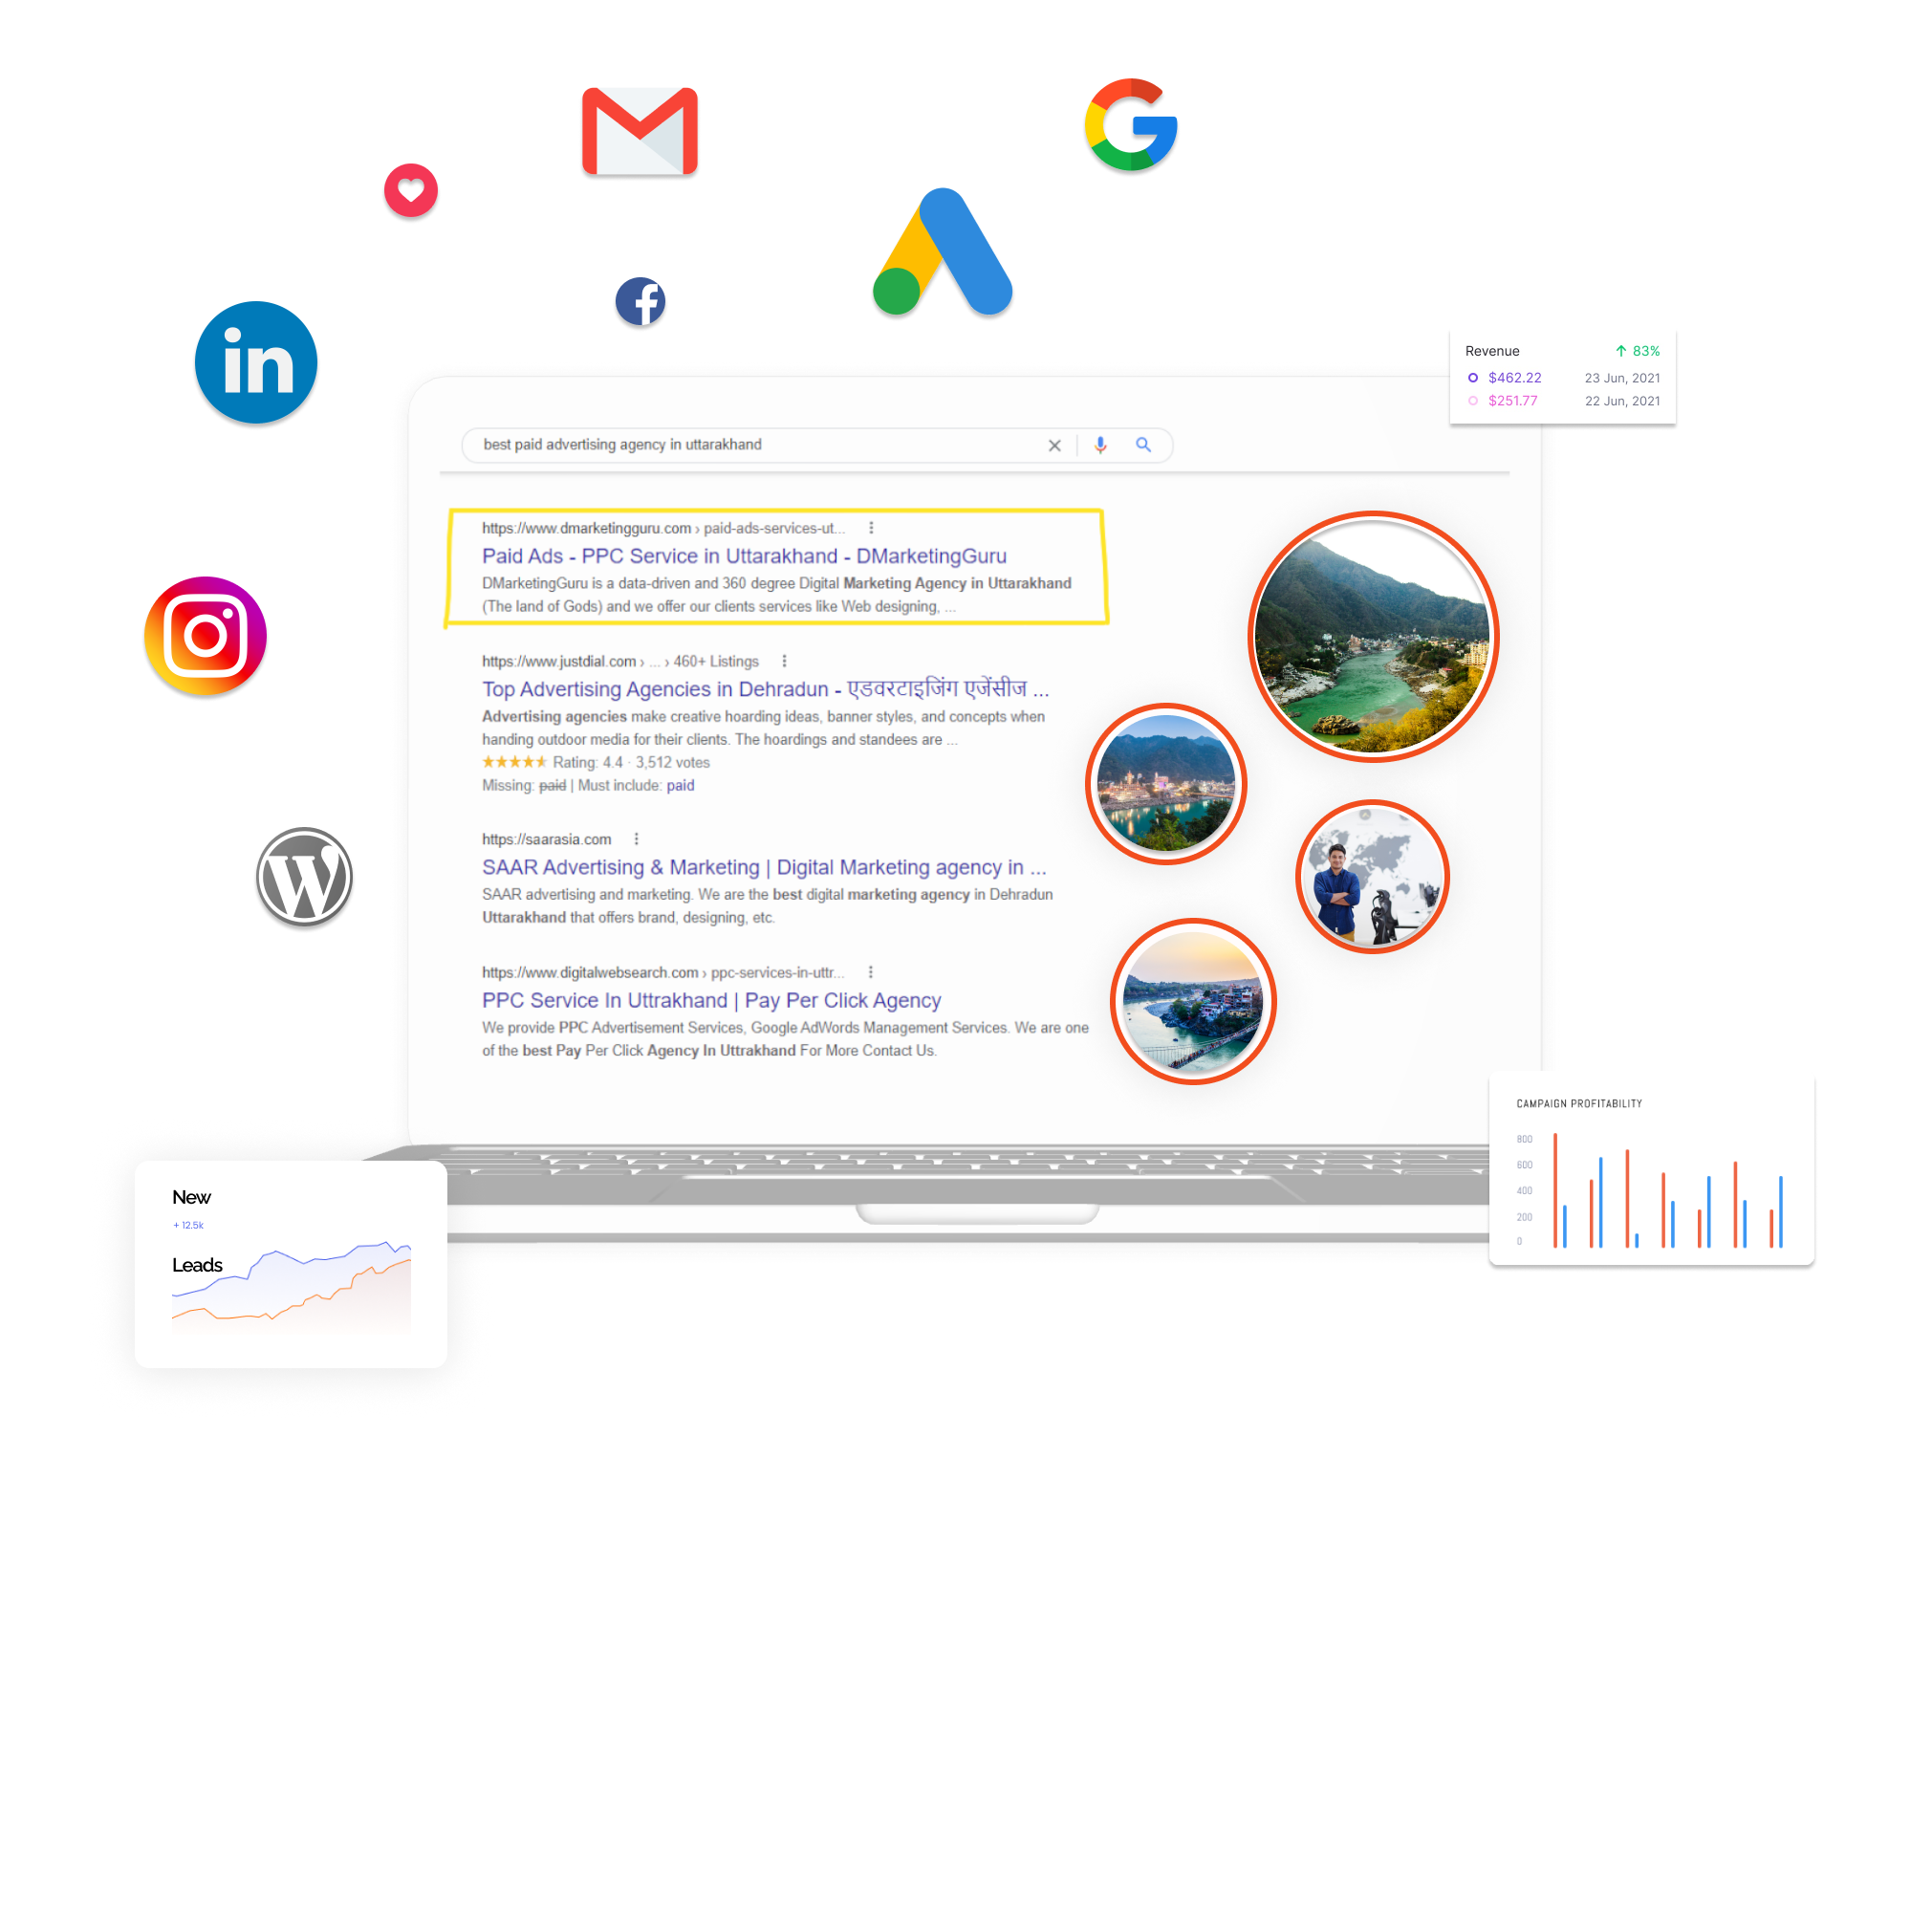 Revenue ↑ 83%
$462.22 23 Jun, 2021
$251.77 22 Jun, 2021
best paid advertising agency in uttarakhand
https://www.dmarketingguru.com › paid-ads-services-ut...
Paid Ads - PPC Service in Uttarakhand - DMarketingGuru
DMarketingGuru is a data-driven and 360 degree Digital Marketing Agency in Uttarakhand
(The land of Gods) and we offer our clients services like Web designing, ...
https://www.justdial.com › ... › 460+ Listings
Top Advertising Agencies in Dehradun - एडवरटाइजिंग एजेंसीज ...
Advertising agencies make creative hoarding ideas, banner styles, and concepts when
handing outdoor media for their clients. The hoardings and standees are ...
Rating: 4.4 · 3,512 votes
Missing: paid | Must include: paid
https://saarasia.com
SAAR Advertising & Marketing | Digital Marketing agency in ...
SAAR advertising and marketing. We are the best digital marketing agency in Dehradun
Uttarakhand that offers brand, designing, etc.
https://www.digitalwebsearch.com › ppc-services-in-uttr...
PPC Service In Uttrakhand | Pay Per Click Agency
We provide PPC Advertisement Services, Google AdWords Management Services. We are one
of the best Pay Per Click Agency In Uttrakhand For More Contact Us.
in
CAMPAIGN PROFITABILITY
800
600
400
200
0
New
+ 12.5k
Leads